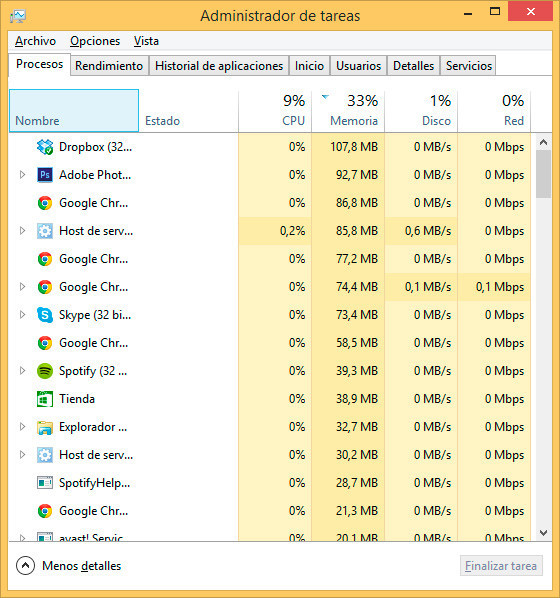 Administrador de tareas
Archivo Opciones Vista
Procesos Rendimiento Historial de aplicaciones Inicio Usuarios Detalles Servicios
9% 33% 1% 0%
Nombre Estado CPU Memoria Disco Red
Dropbox (32... 0% 107,8 MB 0 MB/s 0 Mbps
Ps Adobe Phot... 0% 92,7 MB 0 MB/s 0 Mbps
Google Chr... 0% 86,8 MB 0 MB/s 0 Mbps
Host de serv... 0,2% 85,8 MB 0,6 MB/s 0 Mbps
Google Chr... 0% 77,2 MB 0 MB/s 0 Mbps
Google Chr... 0% 74,4 MB 0,1 MB/s 0,1 Mbps
Skype (32 bi... 0% 73,4 MB 0 MB/s 0 Mbps
Google Chr... 0% 58,5 MB 0 MB/s 0 Mbps
Spotify (32 ... 0% 39,3 MB 0 MB/s 0 Mbps
Tienda 0% 38,9 MB 0 MB/s 0 Mbps
Explorador ... 0% 32,7 MB 0 MB/s 0 Mbps
Host de serv... 0% 30,2 MB 0 MB/s 0 Mbps
SpotifyHelp... 0% 28,7 MB 0 MB/s 0 Mbps
Google Chr... 0% 21,3 MB 0 MB/s 0 Mbps
avast! Servic... 0% 20,1 MB 0 MB/s 0 Mbps
Menos detalles Finalizar tarea